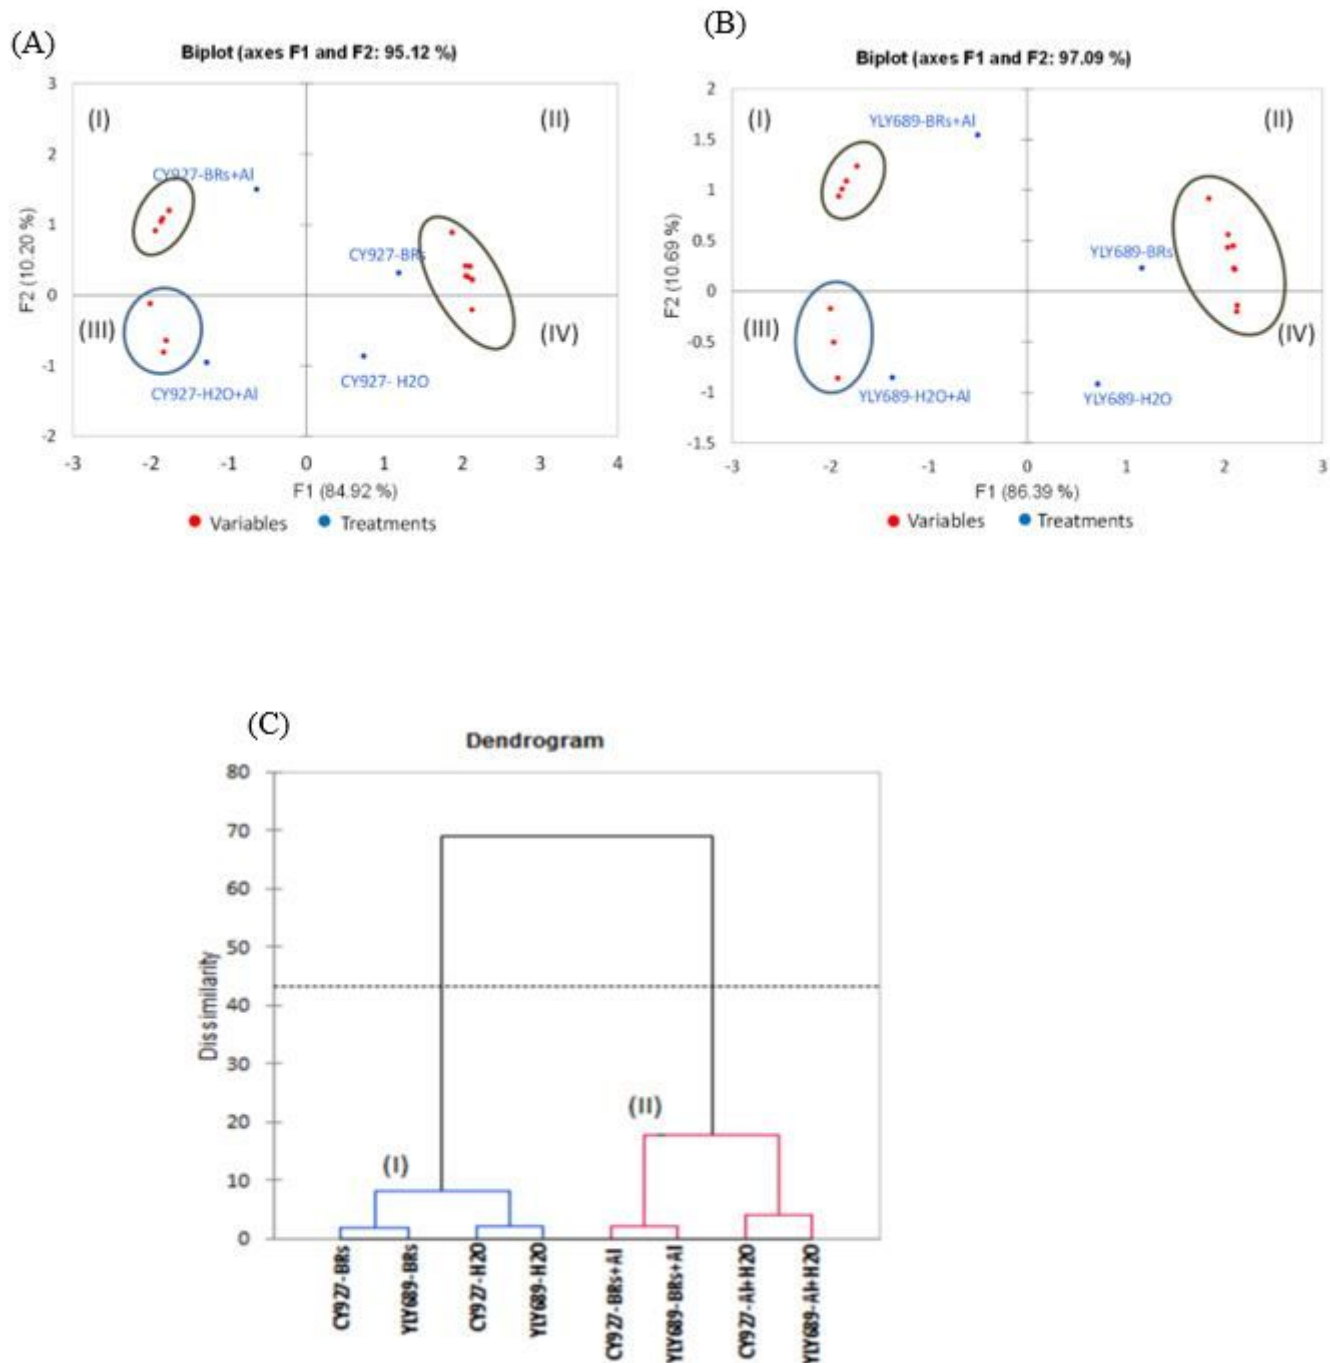 (A)
Biplot (axes F1 and F2: 95.12 %)
3
2
1
0
-1
-2
F2 (10.20 %)
(I)
(II)
(III)
(IV)
CY927-BRs+Al
CY927-BRs
CY927-H2O+Al
CY927- H2O
-3 -2 -1 0 1 2 3 4
F1 (84.92 %)
Variables Treatments
(B)
Biplot (axes F1 and F2: 97.09 %)
2
1.5
1
0.5
0
-0.5
-1
-1.5
F2 (10.69 %)
(I)
(II)
(III)
(IV)
YLY689-BRs+Al
YLY689-BRs
YLY689-H2O+Al
YLY689-H2O
-3 -2 -1 0 1 2 3
F1 (86.39 %)
Variables Treatments
(C)
Dendrogram
80
70
60
50
40
30
20
10
0
Dissimilarity
(I)
(II)
CY927-BRs
YLY689-BRs
CY927-H2O
YLY689-H2O
CY927-BRs+Al
YLY689-BRs+Al
CY927-Al+H2O
YLY689-Al+H2O